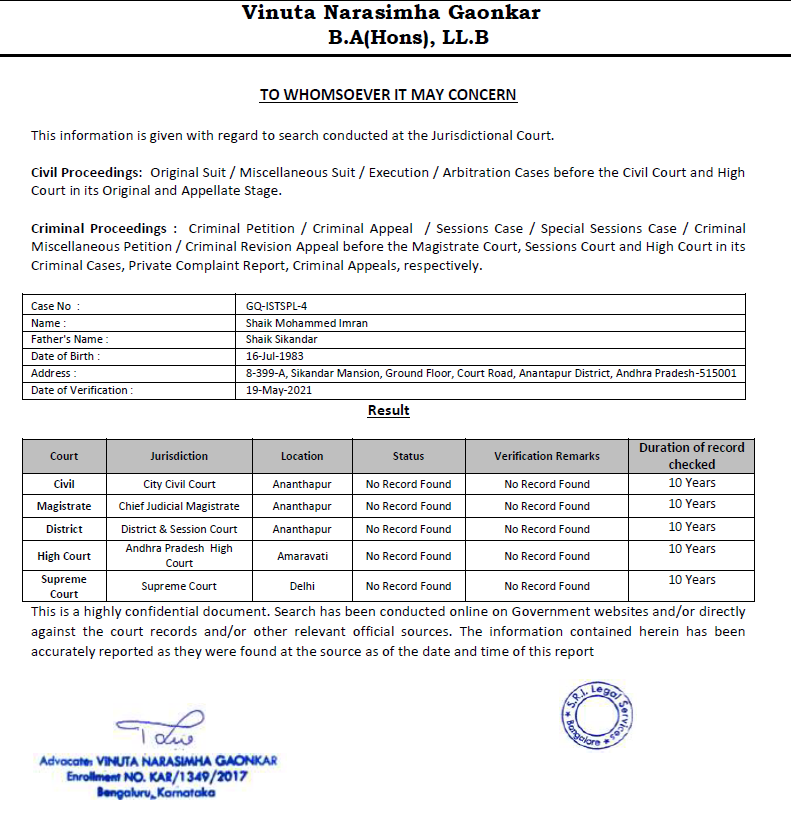 Vinuta Narasimha Gaonkar
B.A(Hons), LL.B
TO WHOMSOEVER IT MAY CONCERN
This information is given with regard to search conducted at the Jurisdictional Court.
Civil Proceedings: Original Suit / Miscellaneous Suit / Execution / Arbitration Cases before the Civil Court and High
Court in its Original and Appellate Stage.
Criminal Proceedings : Criminal Petition / Criminal Appeal / Sessions Case / Special Sessions Case / Criminal
Miscellaneous Petition / Criminal Revision Appeal before the Magistrate Court, Sessions Court and High Court in its
Criminal Cases, Private Complaint Report, Criminal Appeals, respectively.
Case No : GQ-ISTSPL-4
Name : Shaik Mohammed Imran
Father's Name : Shaik Sikandar
Date of Birth : 16-Jul-1983
Address : 8-399-A, Sikandar Mansion, Ground Floor, Court Road, Anantapur District, Andhra Pradesh-515001
Date of Verification : 19-May-2021
Result
Court Jurisdiction Location Status Verification Remarks Duration of record checked
Civil City Civil Court Ananthapur No Record Found No Record Found 10 Years
Magistrate Chief Judicial Magistrate Ananthapur No Record Found No Record Found 10 Years
District District & Session Court Ananthapur No Record Found No Record Found 10 Years
High Court Andhra Pradesh High Court Amaravati No Record Found No Record Found 10 Years
Supreme Court Supreme Court Delhi No Record Found No Record Found 10 Years
This is a highly confidential document. Search has been conducted online on Government websites and/or directly
against the court records and/or other relevant official sources. The information contained herein has been
accurately reported as they were found at the source as of the date and time of this report
S.R.I. Legal Services
Bangalore
Advocate: VINUTA NARASIMHA GAONKAR
Enrollment NO. KAR/1349/2017
Bengaluru, Karnataka